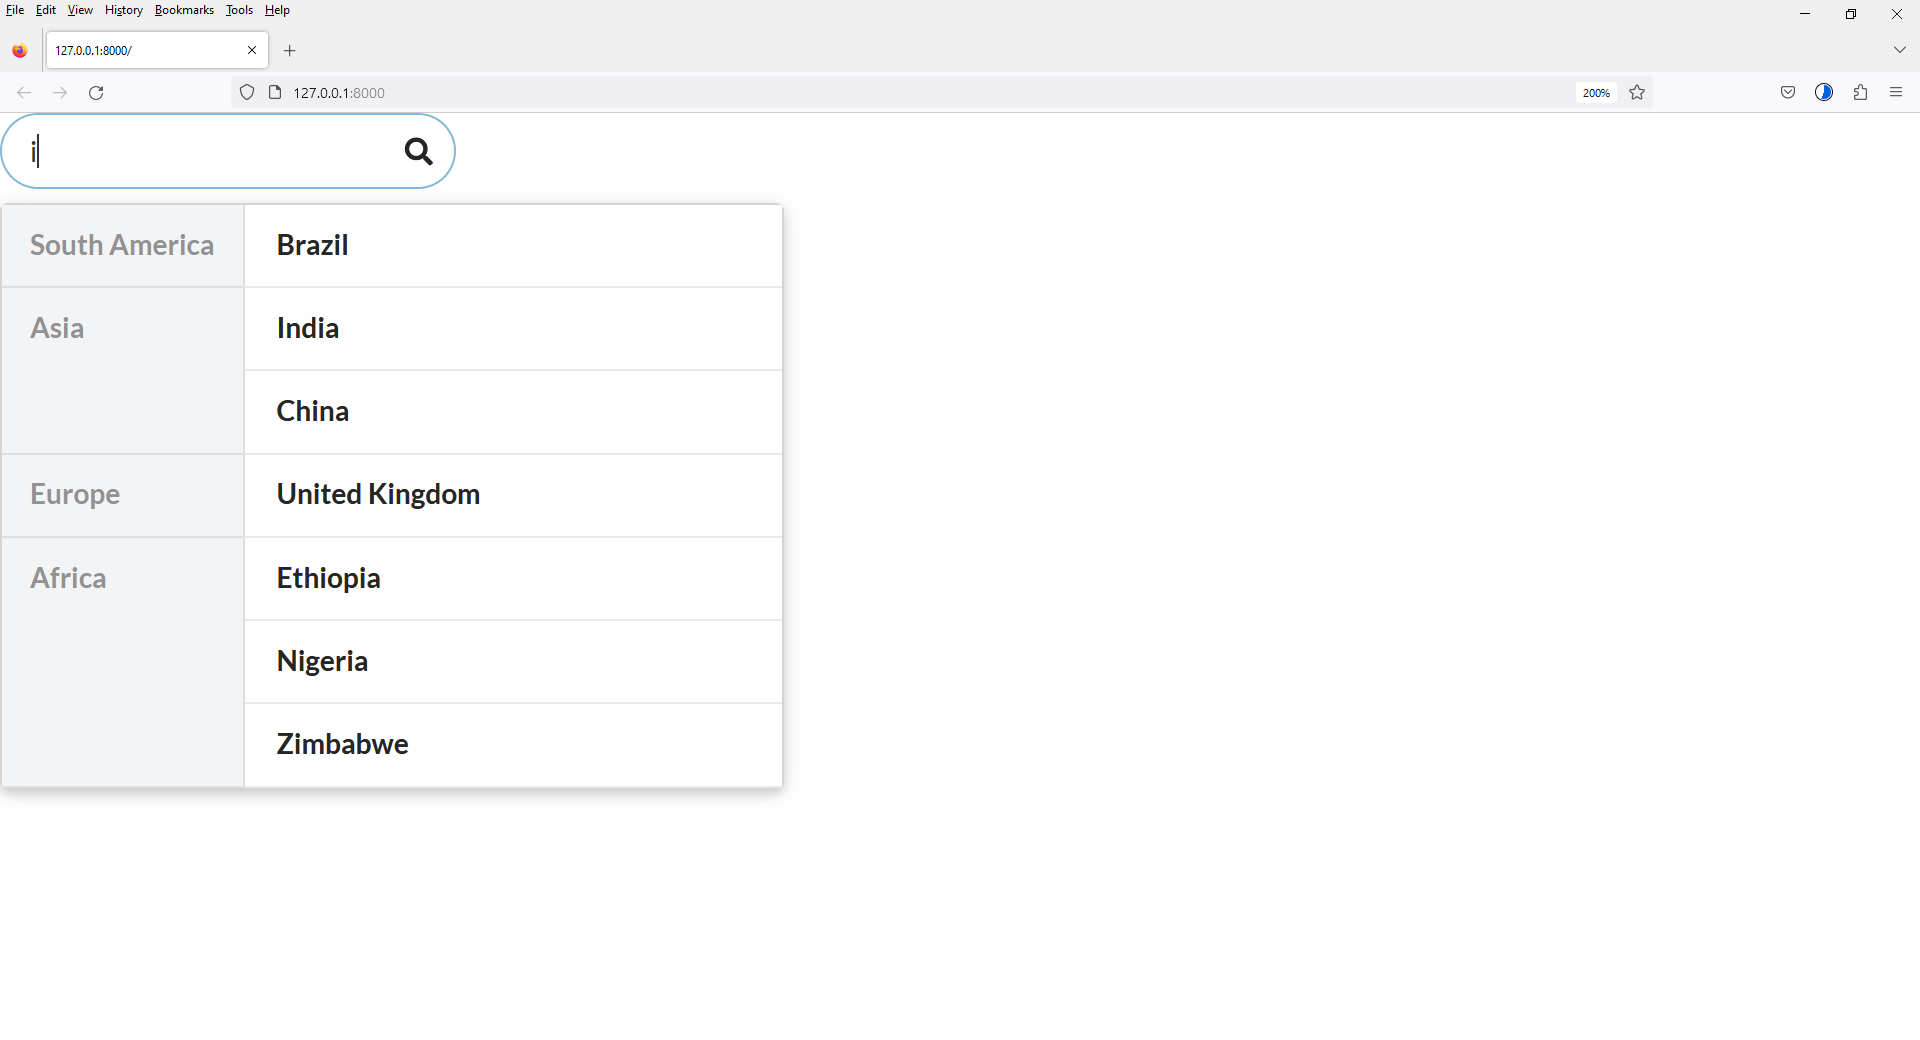 File Edit View History Bookmarks Tools Help
127.0.0.1:8000/
127.0.0.1:8000 200%
i
South America Brazil
Asia India
China
Europe United Kingdom
Africa Ethiopia
Nigeria
Zimbabwe